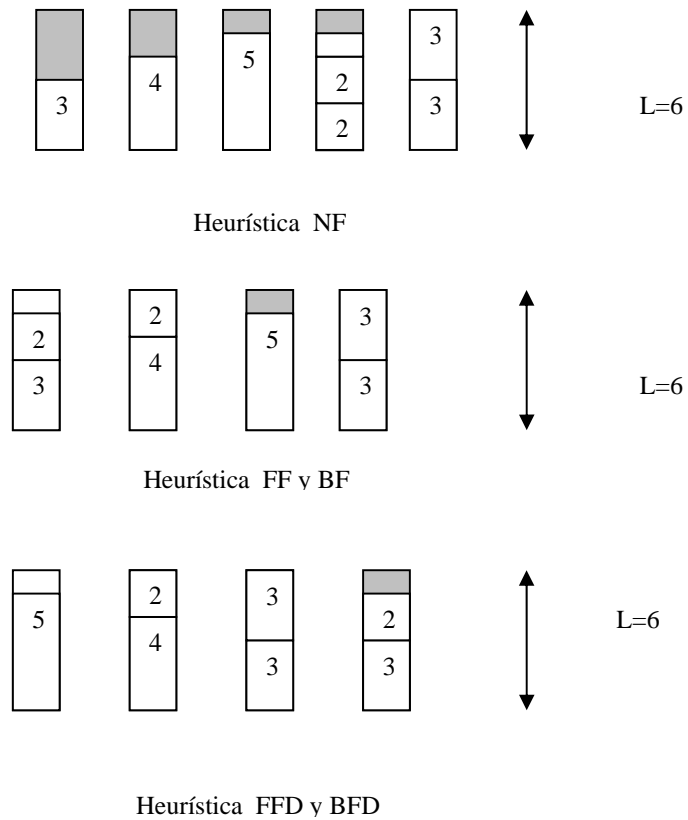 3 4 5 2 2 3 3 L=6
Heurística NF
2 3 2 4 5 3 3 L=6
Heurística FF y BF
5 2 4 3 3 2 3 L=6
Heurística FFD y BFD